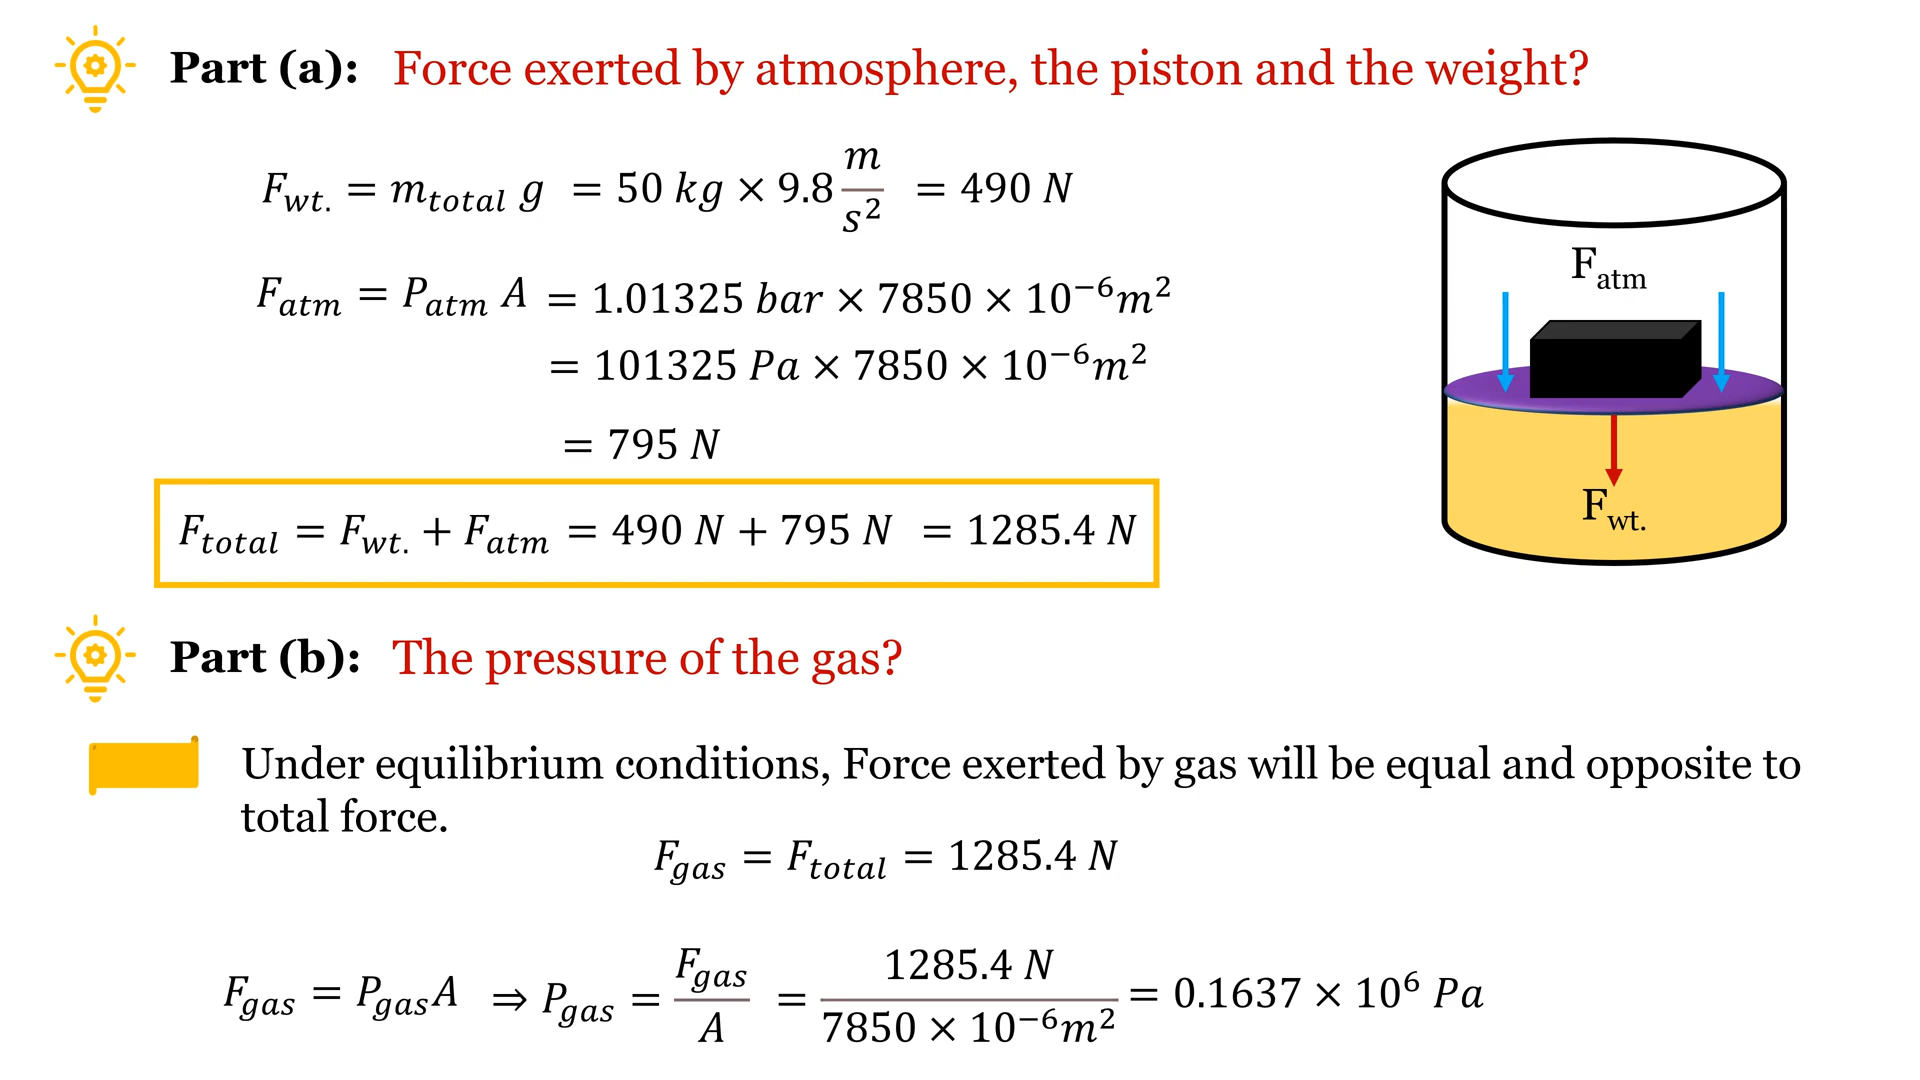 Part (a): Force exerted by atmosphere, the piston and the weight?
F_wt. = m_total g = 50 kg × 9.8 m/s² = 490 N
F_atm = P_atm A = 1.01325 bar × 7850 × 10⁻⁶m²
= 101325 Pa × 7850 × 10⁻⁶m²
= 795 N
F_total = F_wt. + F_atm = 490 N + 795 N = 1285.4 N
F_atm
F_wt.
Part (b): The pressure of the gas?
Under equilibrium conditions, Force exerted by gas will be equal and opposite to
total force.
F_gas = F_total = 1285.4 N
F_gas = P_gas A ⇒ P_gas = F_gas/A = 1285.4 N/7850 × 10⁻⁶m² = 0.1637 × 10⁶ Pa